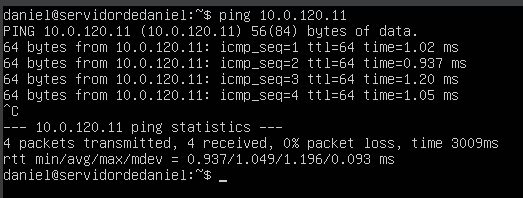 daniel@servidordedaniel:~$ ping 10.0.120.11
PING 10.0.120.11 (10.0.120.11) 56(84) bytes of data.
64 bytes from 10.0.120.11: icmp_seq=1 ttl=64 time=1.02 ms
64 bytes from 10.0.120.11: icmp_seq=2 ttl=64 time=0.937 ms
64 bytes from 10.0.120.11: icmp_seq=3 ttl=64 time=1.20 ms
64 bytes from 10.0.120.11: icmp_seq=4 ttl=64 time=1.05 ms
^C
--- 10.0.120.11 ping statistics ---
4 packets transmitted, 4 received, 0% packet loss, time 3009ms
rtt min/avg/max/mdev = 0.937/1.049/1.196/0.093 ms
daniel@servidordedaniel:~$ _